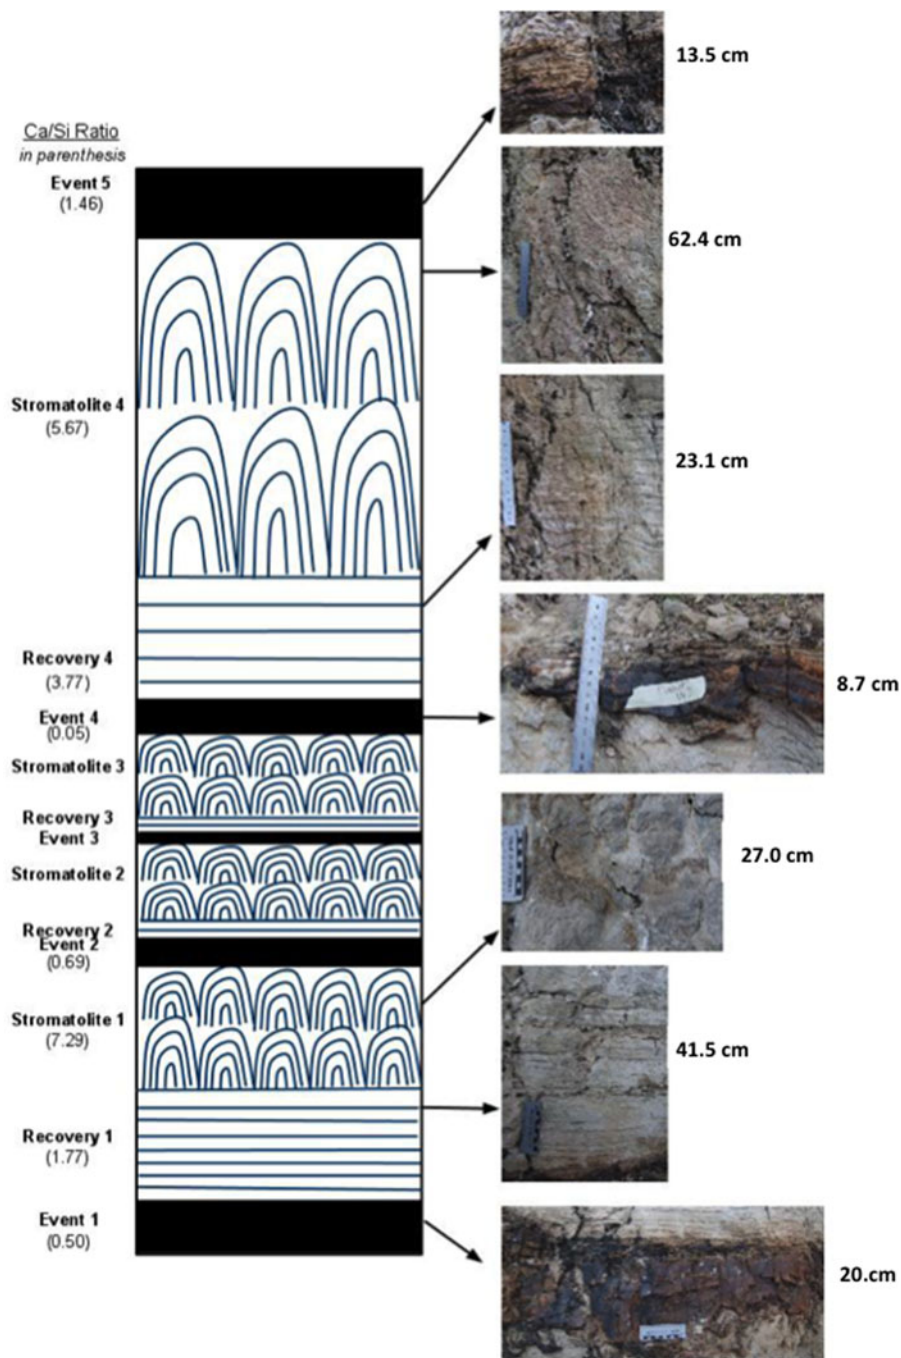 Ca/Si Ratio
in parenthesis
Event 5
(1.46)
Stromatolite 4
(5.67)
Recovery 4
(3.77)
Event 4
(0.05)
Stromatolite 3
Recovery 3
Event 3
Stromatolite 2
Recovery 2
Event 2
(0.69)
Stromatolite 1
(7.29)
Recovery 1
(1.77)
Event 1
(0.50)
13.5 cm
62.4 cm
23.1 cm
8.7 cm
27.0 cm
41.5 cm
20.cm